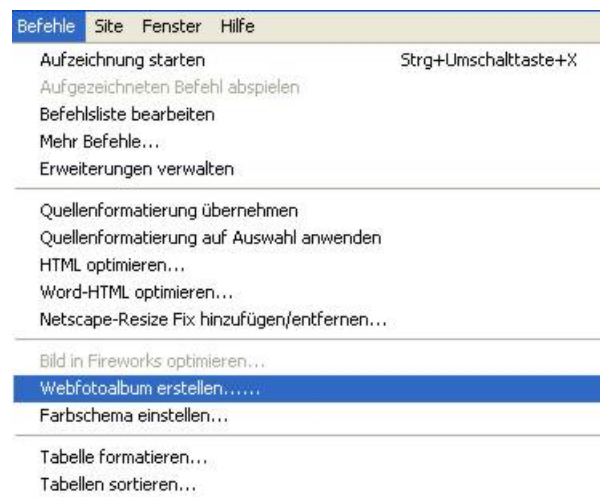 Befehle Site Fenster Hilfe
Aufzeichnung starten Strg+Umschalttaste+X
Aufgezeichneten Befehl abspielen
Befehlsliste bearbeiten
Mehr Befehle...
Erweiterungen verwalten
Quellenformatierung übernehmen
Quellenformatierung auf Auswahl anwenden
HTML optimieren...
Word-HTML optimieren...
Netscape-Resize Fix hinzufügen/entfernen...
Bild in Fireworks optimieren...
Webfotoalbum erstellen......
Farbschema einstellen...
Tabelle formatieren...
Tabellen sortieren...